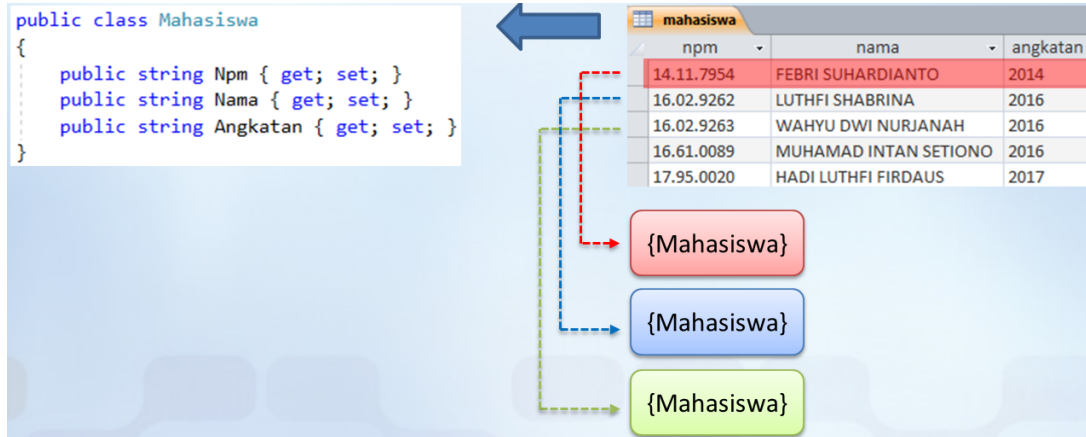 public class Mahasiswa
{
public string Npm { get; set; }
public string Nama { get; set; }
public string Angkatan { get; set; }
}
mahasiswa
npm nama angkatan
14.11.7954 FEBRI SUHARDIANTO 2014
16.02.9262 LUTHFI SHABRINA 2016
16.02.9263 WAHYU DWI NURJANAH 2016
16.61.0089 MUHAMAD INTAN SETIONO 2016
17.95.0020 HADI LUTHFI FIRDAUS 2017
{Mahasiswa}
{Mahasiswa}
{Mahasiswa}